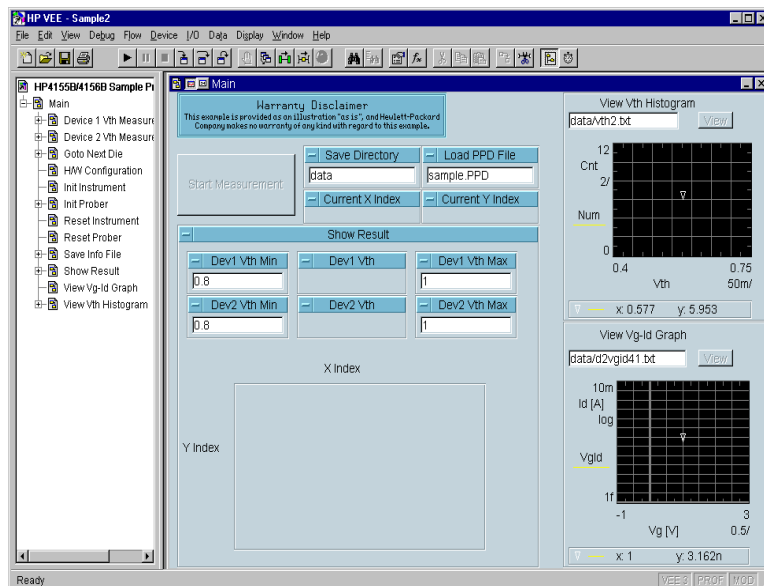 HP VEE - Sample2
File Edit View Debug Flow Device I/O Data Display Window Help
HP4155B/4156B Sample
Main
Device 1 Vth Measure
Device 2 Vth Measure
Goto Next Die
H/W Configuration
Init Instrument
Init Prober
Reset Instrument
Reset Prober
Save Info File
Show Result
View Vg-Id Graph
View Vth Histogram
Main
Warranty Disclaimer
This example is provided as an illustration "as is", and Hewlett-Packard
Company makes no warranty of any kind with regard to this example.
Start Measurement
Save Directory
Load PPD File
data
sample.PPD
Current X Index
Current Y Index
Show Result
Dev1 Vth Min
Dev1 Vth
Dev1 Vth Max
0.8
1
Dev2 Vth Min
Dev2 Vth
Dev2 Vth Max
0.8
1
X Index
Y Index
View Vth Histogram
data/vth2.txt
View
12
Cnt
2/
Num
0
0.4
0.75
Vth
50m/
x: 0.577
y: 5.953
View Vg-Id Graph
data/d2vgid41.txt
View
10m
Id [A]
log
VgId
1f
-1
3
Vg [V]
0.5/
x: 1
y: 3.162n
Ready
VEE 3
PROF
MOD